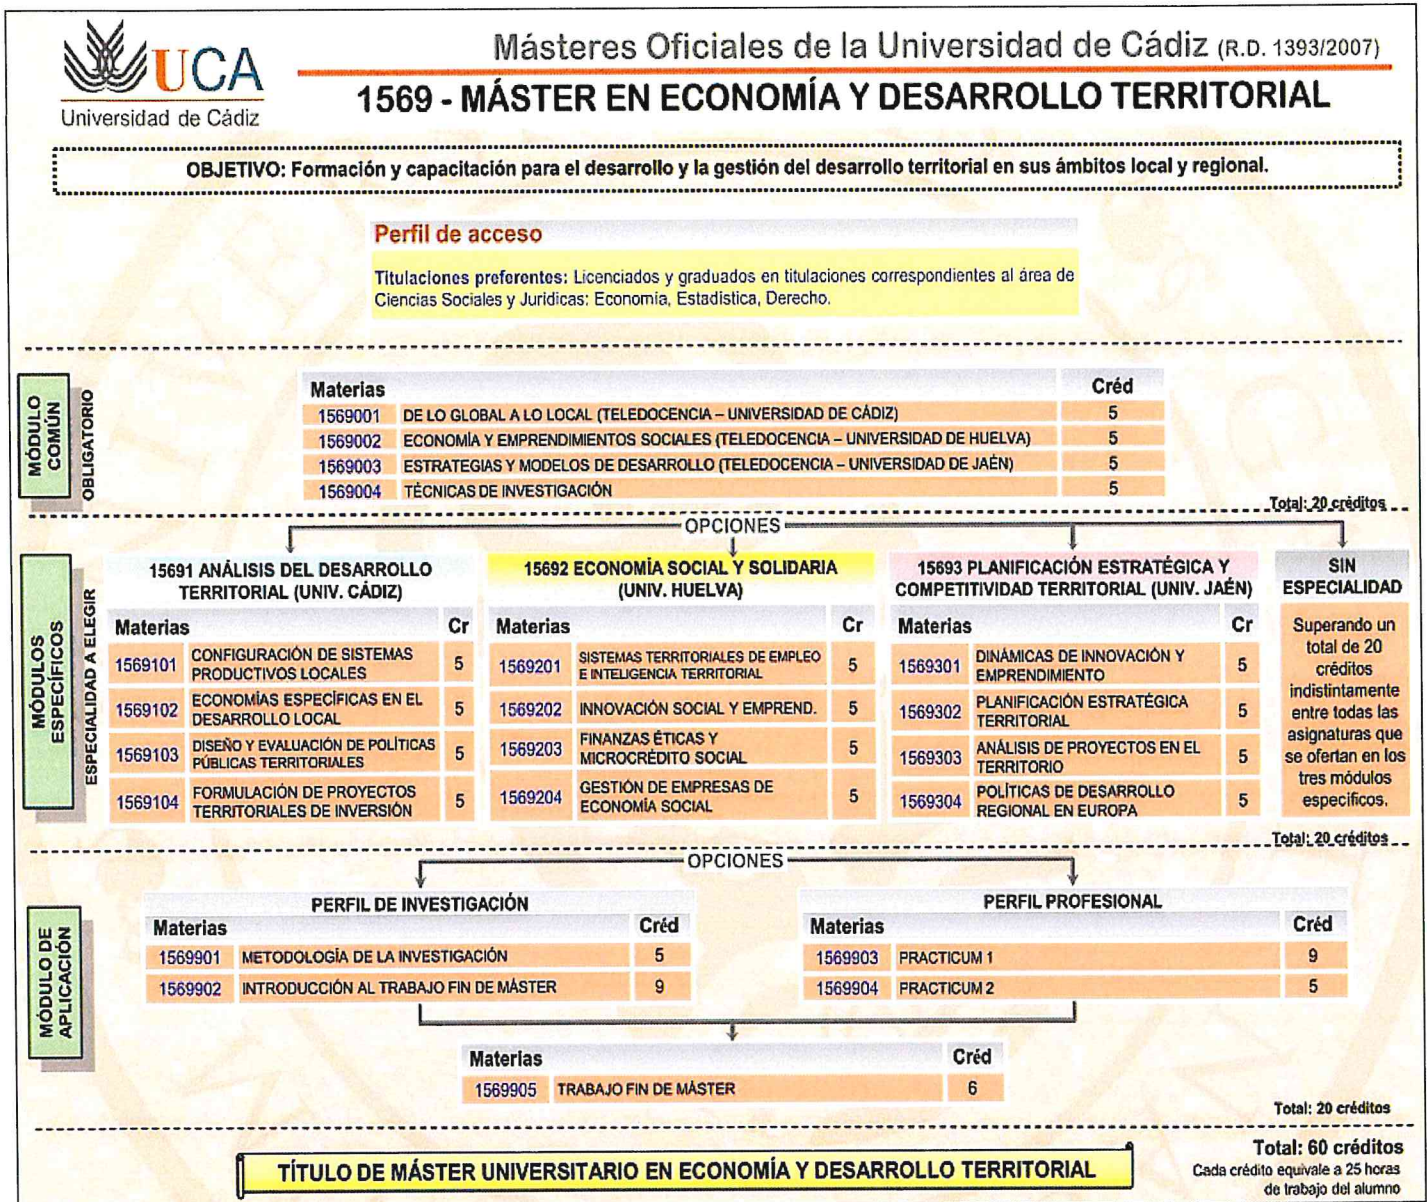 UCA
Universidad de Cádiz
Másteres Oficiales de la Universidad de Cádiz (R.D. 1393/2007)
1569 - MÁSTER EN ECONOMÍA Y DESARROLLO TERRITORIAL
OBJETIVO: Formación y capacitación para el desarrollo y la gestión del desarrollo territorial en sus ámbitos local y regional.
Perfil de acceso
Titulaciones preferentes: Licenciados y graduados en titulaciones correspondientes al área de
Ciencias Sociales y Jurídicas: Economía, Estadística, Derecho.
MÓDULO
COMÚN
OBLIGATORIO
Materias Créd
1569001 DE LO GLOBAL A LO LOCAL (TELEDOCENCIA – UNIVERSIDAD DE CÁDIZ) 5
1569002 ECONOMÍA Y EMPRENDIMIENTOS SOCIALES (TELEDOCENCIA – UNIVERSIDAD DE HUELVA) 5
1569003 ESTRATEGIAS Y MODELOS DE DESARROLLO (TELEDOCENCIA – UNIVERSIDAD DE JAÉN) 5
1569004 TÉCNICAS DE INVESTIGACIÓN 5
Total: 20 créditos
OPCIONES
MÓDULOS
ESPECÍFICOS
ESPECIALIDAD A ELEGIR
15691 ANÁLISIS DEL DESARROLLO
TERRITORIAL (UNIV. CÁDIZ)
Materias Cr
1569101 CONFIGURACIÓN DE SISTEMAS
PRODUCTIVOS LOCALES 5
1569102 ECONOMÍAS ESPECÍFICAS EN EL
DESARROLLO LOCAL 5
1569103 DISEÑO Y EVALUACIÓN DE POLÍTICAS
PÚBLICAS TERRITORIALES 5
1569104 FORMULACIÓN DE PROYECTOS
TERRITORIALES DE INVERSIÓN 5
15692 ECONOMÍA SOCIAL Y SOLIDARIA
(UNIV. HUELVA)
Materias Cr
1569201 SISTEMAS TERRITORIALES DE EMPLEO
E INTELIGENCIA TERRITORIAL 5
1569202 INNOVACIÓN SOCIAL Y EMPREND. 5
1569203 FINANZAS ÉTICAS Y
MICROCRÉDITO SOCIAL 5
1569204 GESTIÓN DE EMPRESAS DE
ECONOMÍA SOCIAL 5
15693 PLANIFICACIÓN ESTRATÉGICA Y
COMPETITIVIDAD TERRITORIAL (UNIV. JAÉN)
Materias Cr
1569301 DINÁMICAS DE INNOVACIÓN Y
EMPRENDIMIENTO 5
1569302 PLANIFICACIÓN ESTRATÉGICA
TERRITORIAL 5
1569303 ANÁLISIS DE PROYECTOS EN EL
TERRITORIO 5
1569304 POLÍTICAS DE DESARROLLO
REGIONAL EN EUROPA 5
SIN
ESPECIALIDAD
Superando un
total de 20
créditos
indistintamente
entre todas las
asignaturas que
se ofertan en los
tres módulos
específicos.
Total: 20 créditos
OPCIONES
MÓDULO DE
APLICACIÓN
PERFIL DE INVESTIGACIÓN
Materias Créd
1569901 METODOLOGÍA DE LA INVESTIGACIÓN 5
1569902 INTRODUCCIÓN AL TRABAJO FIN DE MÁSTER 9
PERFIL PROFESIONAL
Materias Créd
1569903 PRACTICUM 1 9
1569904 PRACTICUM 2 5
Materias Créd
1569905 TRABAJO FIN DE MÁSTER 6
Total: 20 créditos
TÍTULO DE MÁSTER UNIVERSITARIO EN ECONOMÍA Y DESARROLLO TERRITORIAL
Total: 60 créditos
Cada crédito equivale a 25 horas
de trabajo del alumno